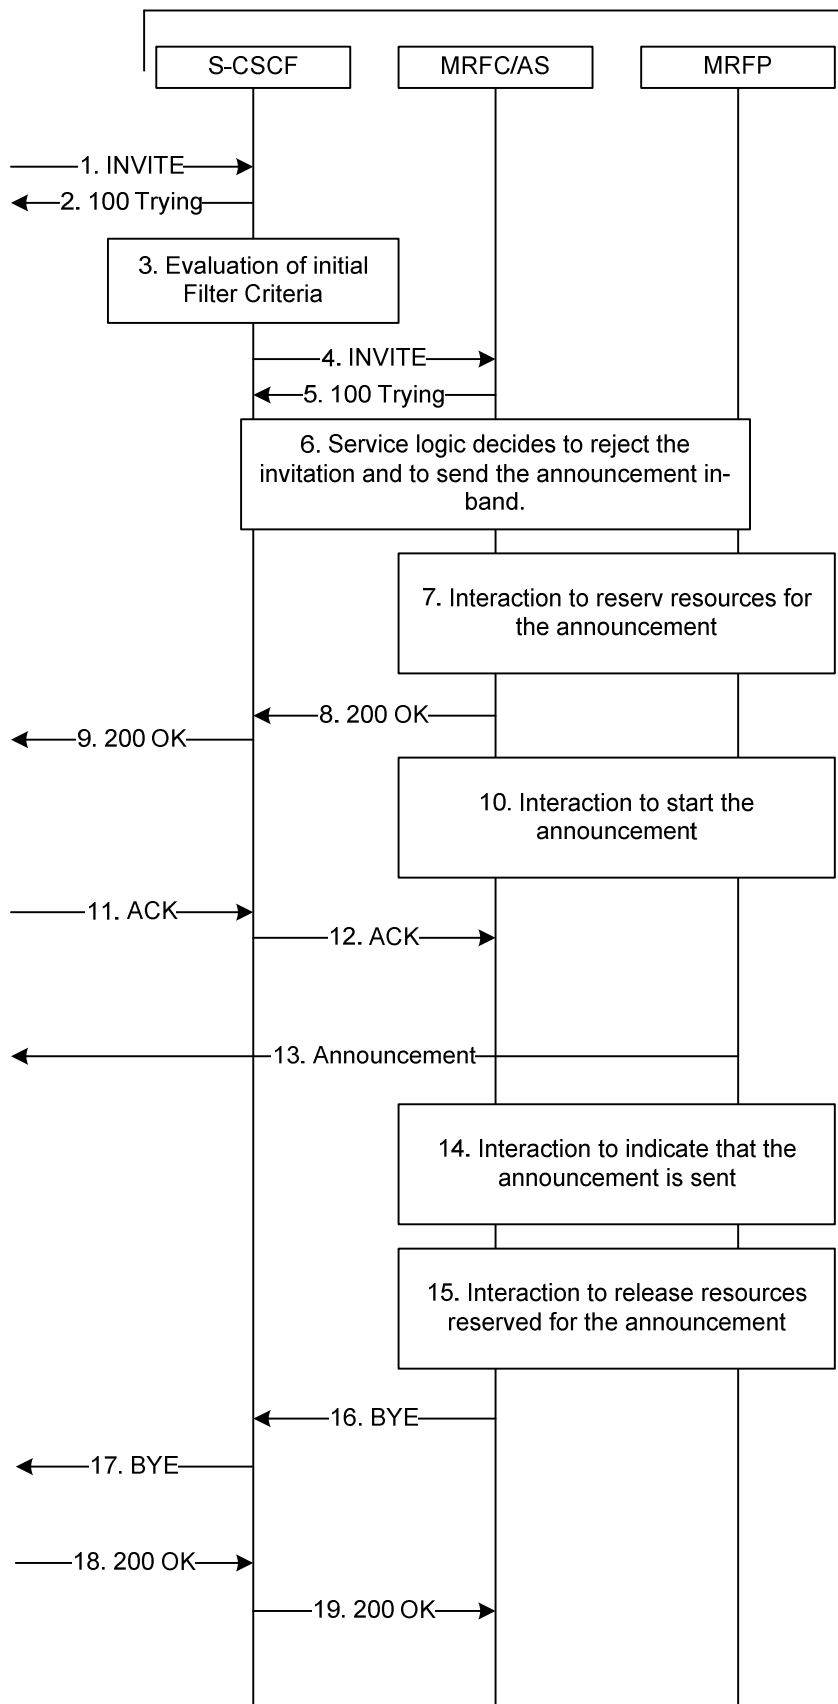 S-CSCF
MRFC/AS
MRFP
1. INVITE
2. 100 Trying
3. Evaluation of initial
Filter Criteria
4. INVITE
5. 100 Trying
6. Service logic decides to reject the
invitation and to send the announcement in-
band.
7. Interaction to reserv resources for
the announcement
8. 200 OK
9. 200 OK
10. Interaction to start the
announcement
11. ACK
12. ACK
13. Announcement
14. Interaction to indicate that the
announcement is sent
15. Interaction to release resources
reserved for the announcement
16. BYE
17. BYE
18. 200 OK
19. 200 OK